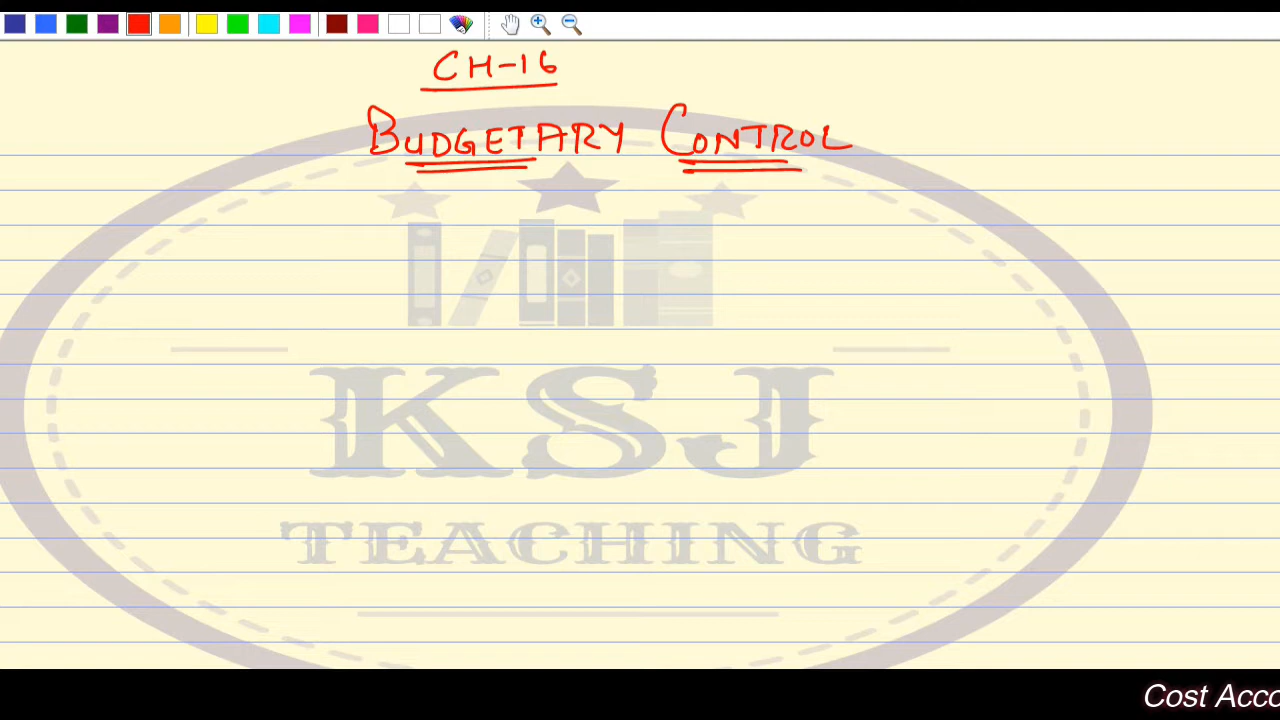 CH-16
BUDGETARY CONTROL
KSJ
TEACHING
Cost Acco